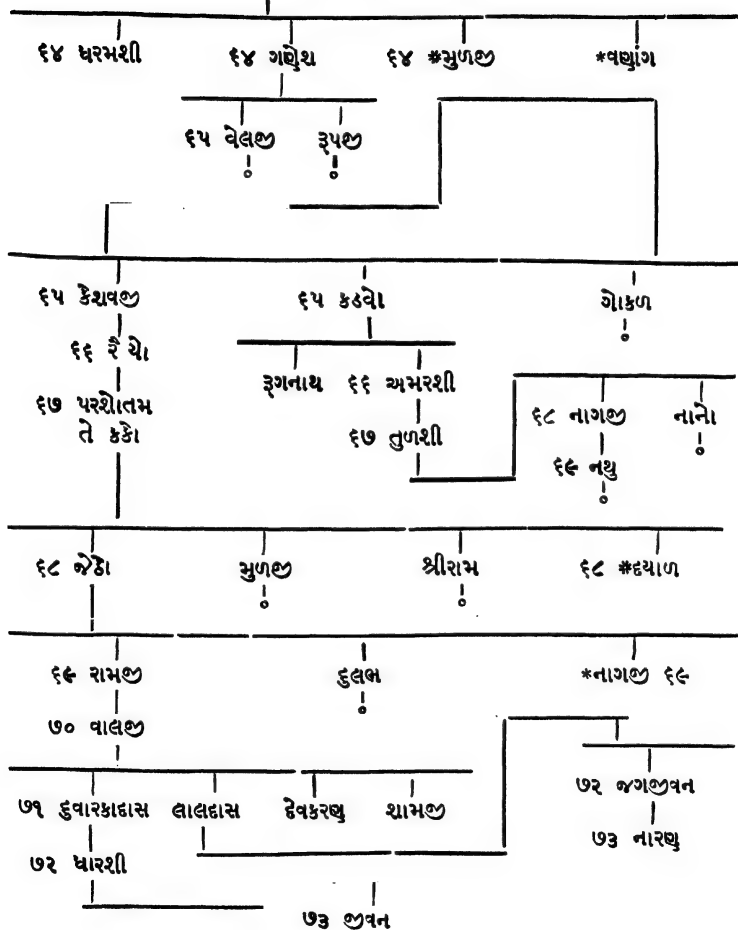 ૬૪ ધરમશી ૬૪ ગણેશ ૬૪ #મુળજી *વણાંગ
૬૫ વેલજી રૂપજી
૬૫ કેશવજી ૬૫ કડવો ગોકળ
૬૬ રૈ ચો રૂગનાથ ૬૬ અમરશી
૬૭ પરશોતમ ૬૮ નાગજી નાનો
તે કકો ૬૭ તુળશી
૬૯ નથુ
૬૮ જેઠો મુળજી શ્રીરામ ૬૮ #દયાળ
૬૯ રામજી દુલભ *નાગજી ૬૯
૭૦ વાલજી
૭૧ દુવારકાદાસ લાલદાસ દેવકરણ શામજી ૭૨ જગજીવન
૭૩ નારણ
૭૨ ધારશી
૭૩ જીવન